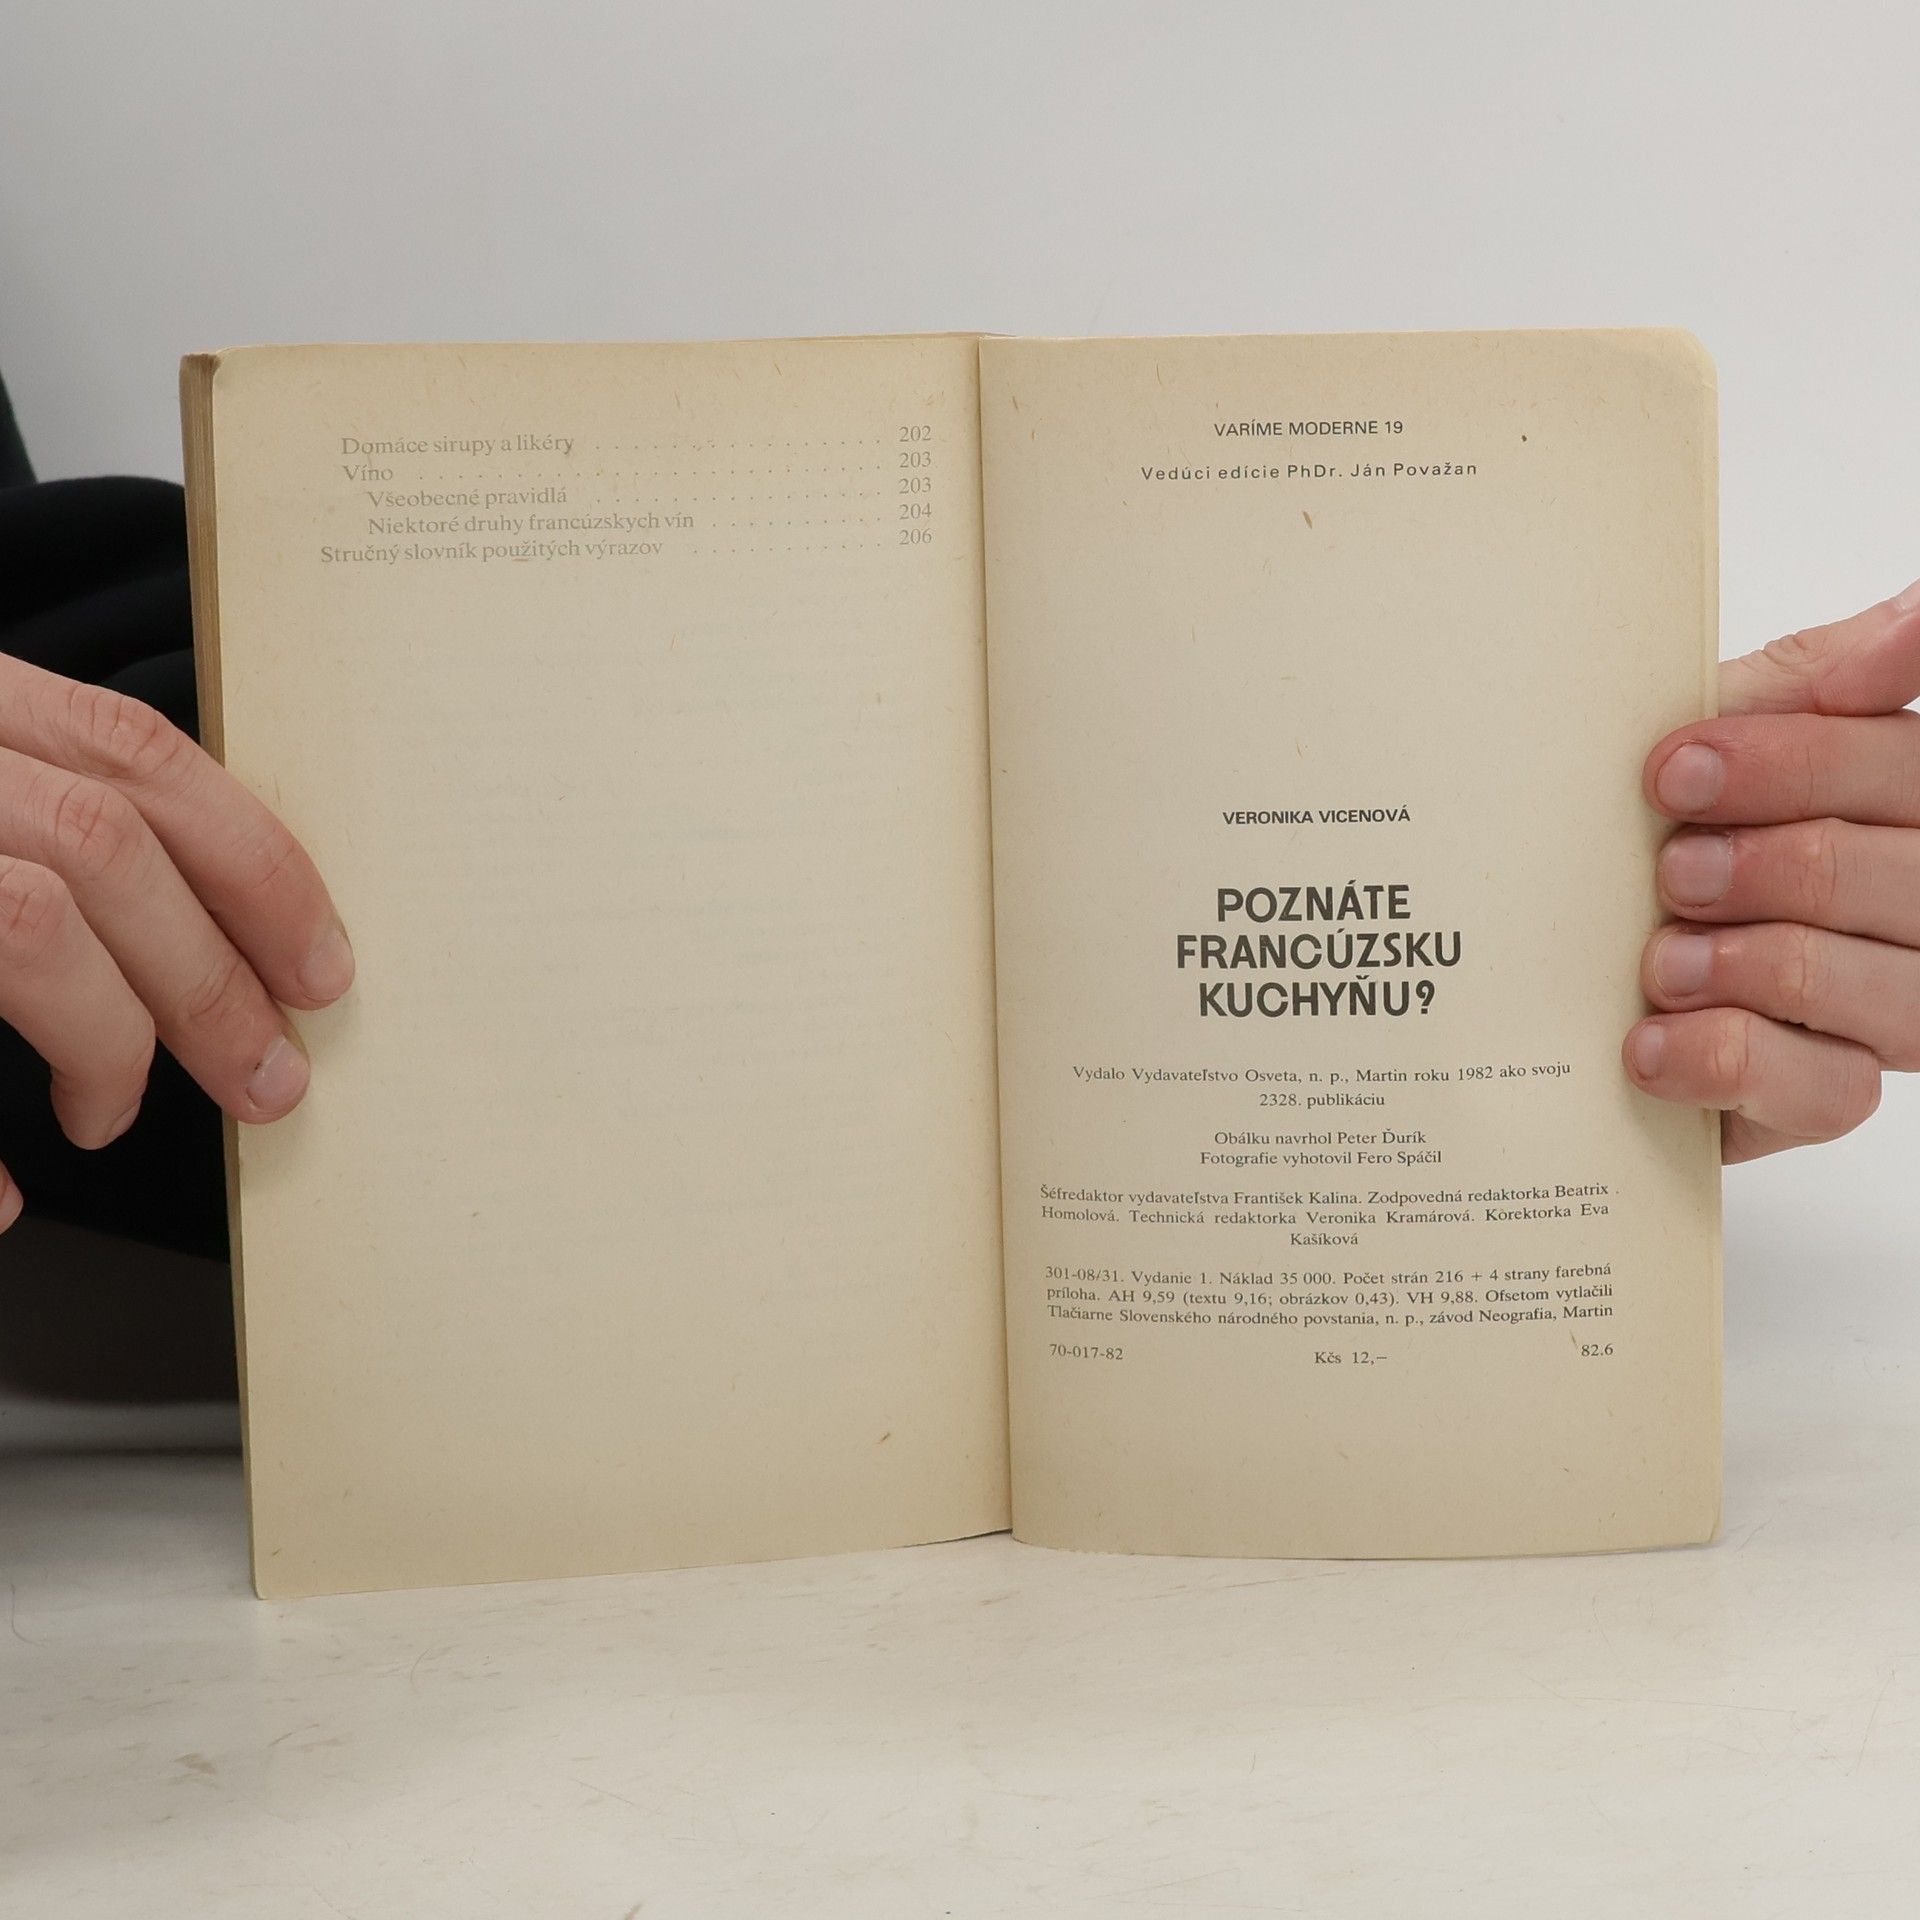 Domáce sirupy a likéry . . . . . . . . . . . . . . . 202
Víno . . . . . . . . . . . . . . . . . . . . . . . . 203
Všeobecné pravidlá . . . . . . . . . . . . . . . 203
Niektoré druhy francúzskych vín . . . . . . . . . 204
Stručný slovník použitých výrazov . . . . . . . . . . 206
VARÍME MODERNE 19
Vedúci edície PhDr. Ján Považan
VERONIKA VICENOVÁ
POZNÁTE
FRANCÚZSKU
KUCHYŇU?
Vydalo Vydavateľstvo Osveta, n. p., Martin roku 1982 ako svoju
2328. publikáciu
Obálku navrhol Peter Ďurík
Fotografie vyhotovil Fero Spáčil
Šéfredaktor vydavateľstva František Kalina. Zodpovedná redaktorka Beatrix
Homolová. Technická redaktorka Veronika Kramárová. Korektorka Eva
Kašíková
301-08/31. Vydanie 1. Náklad 35 000. Počet strán 216 + 4 strany farebná
príloha. AH 9,59 (textu 9,16; obrázkov 0,43). VH 9,88. Ofsetom vytlačili
Tlačiarne Slovenského národného povstania, n. p., závod Neografia, Martin
70-017-82 Kčs 12,– 82.6